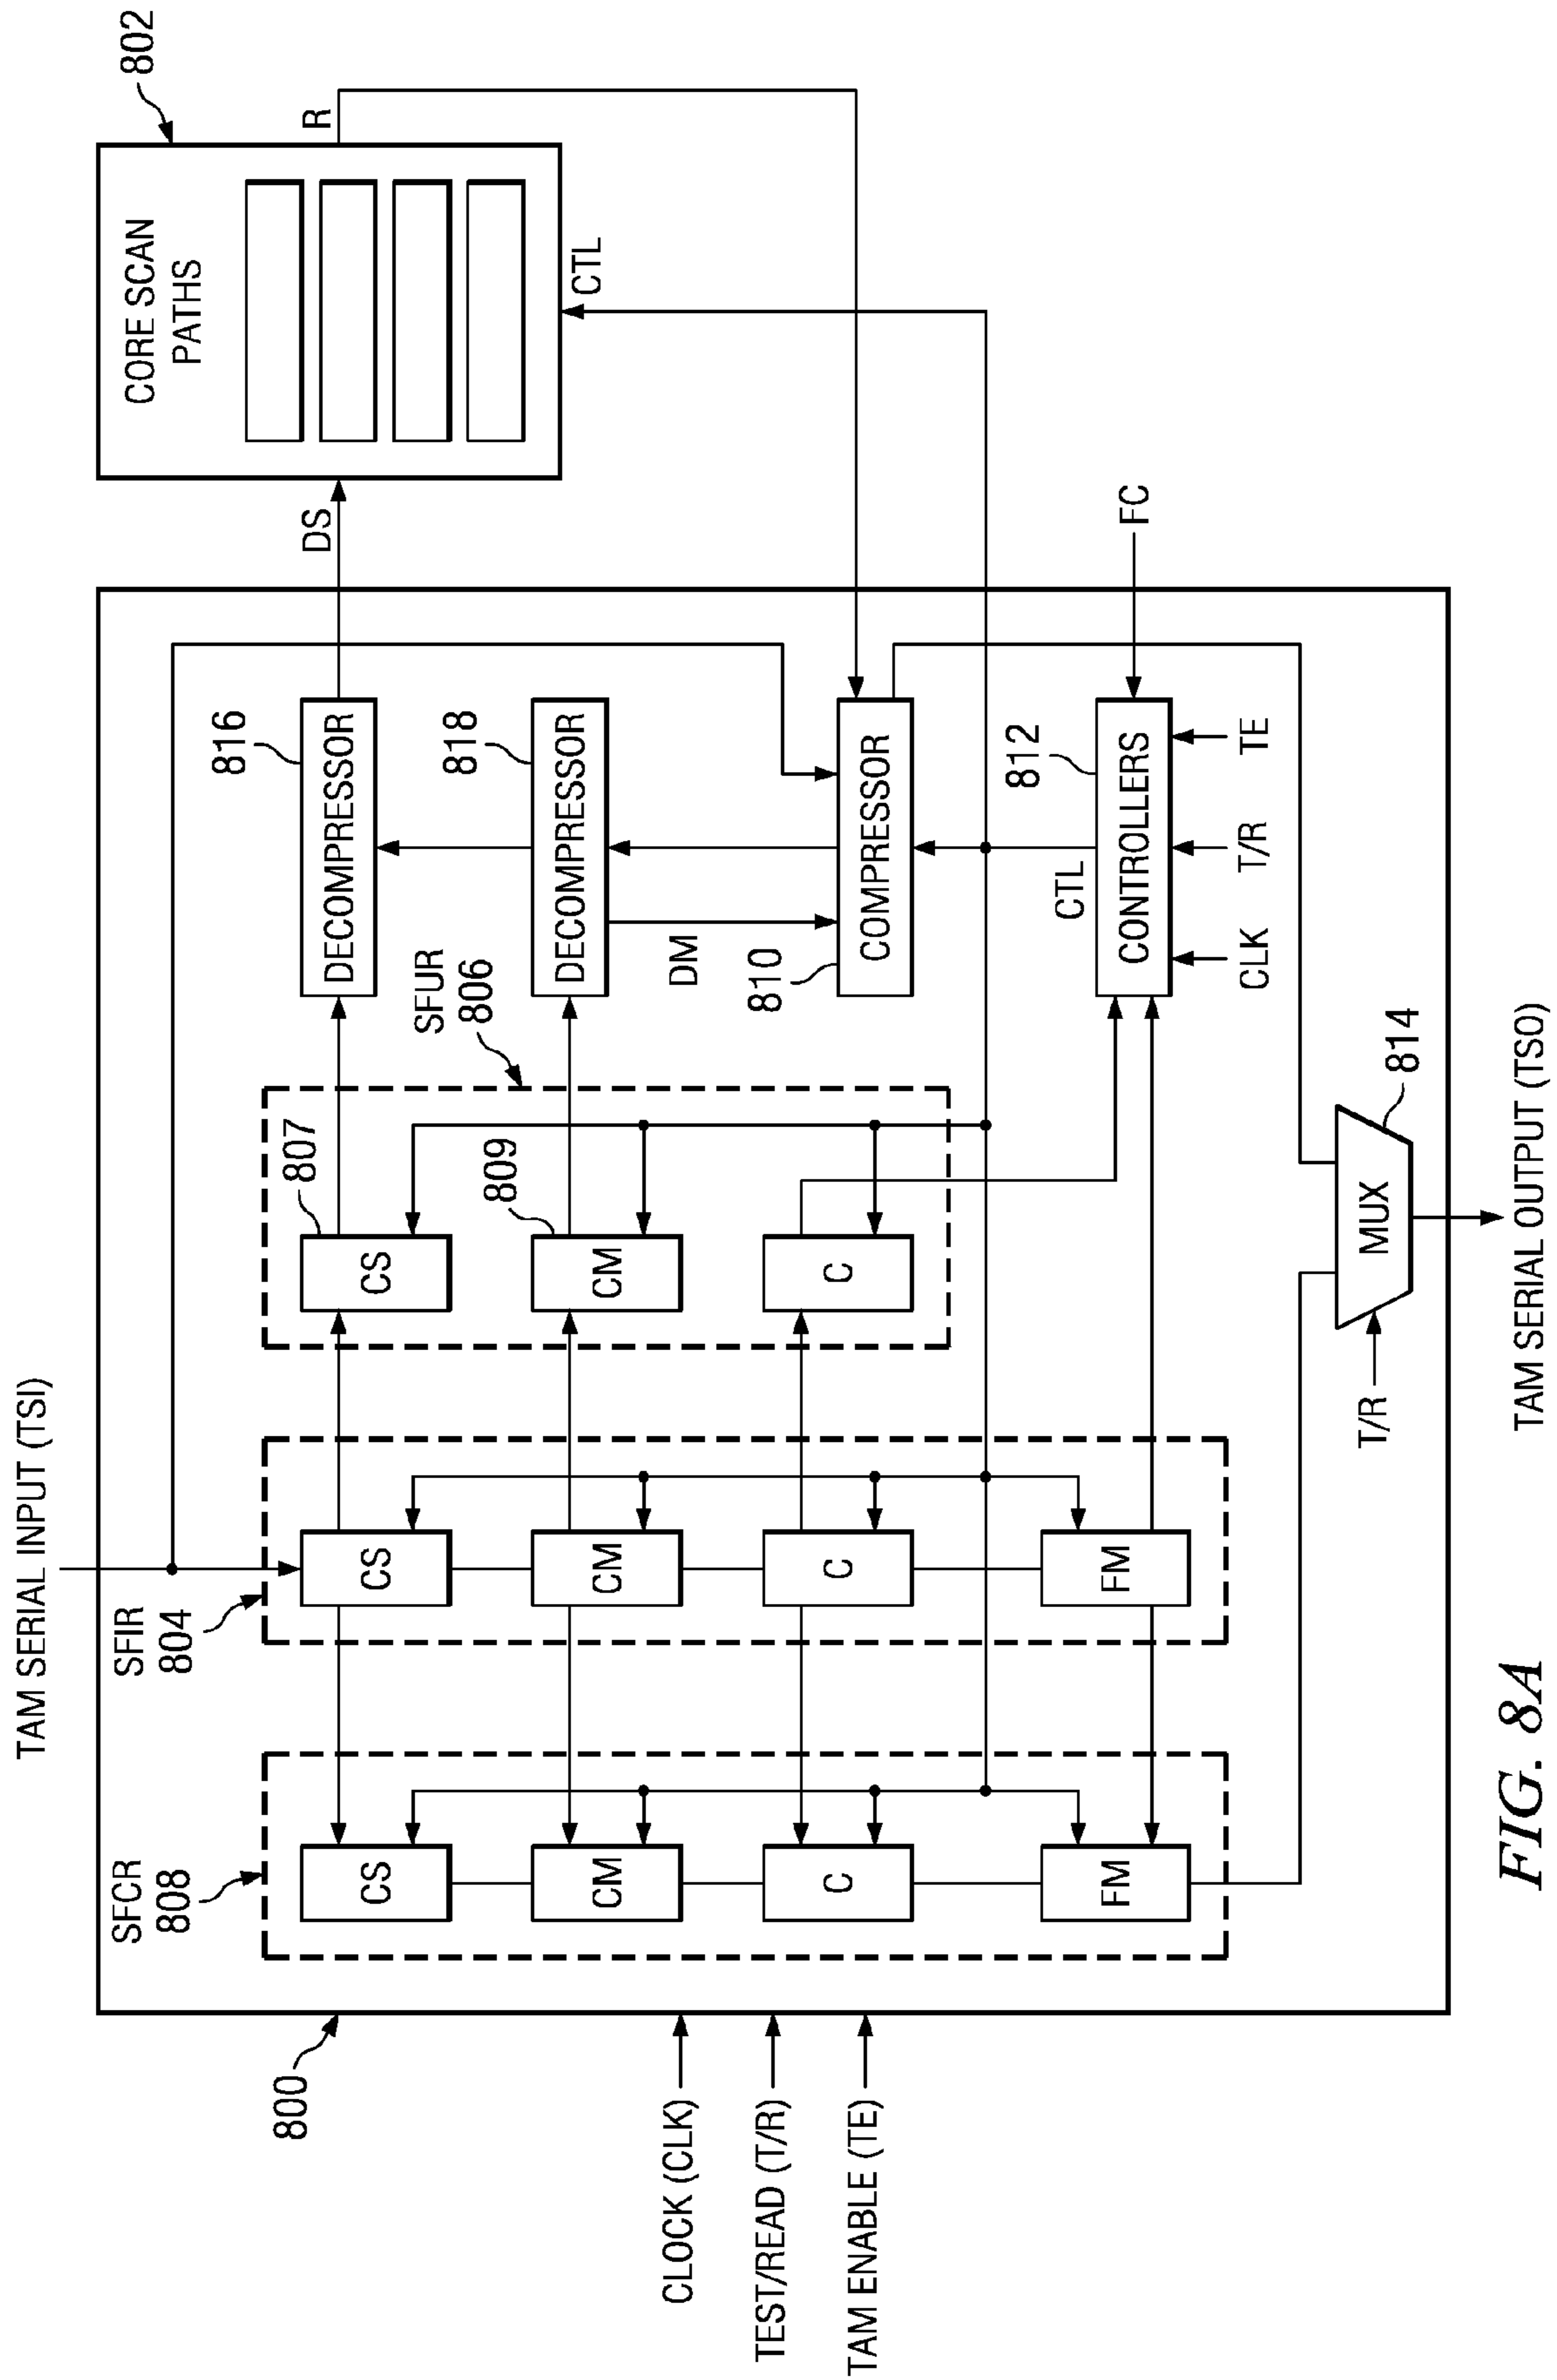 TAM SERIAL INPUT (TSI)
802
CORE SCAN
PATHS
R
DS
CTL
SFCR
808
SFIR
804
816
DECOMPRESSOR
807
CS
CS
CS
800
SFUR
806
818
DECOMPRESSOR
809
CM
CM
CM
DM
CLOCK (CLK)
TEST/READ (T/R)
TAM ENABLE (TE)
810
COMPRESSOR
C
C
C
CTL
812
CONTROLLERS
FC
FM
FM
CLK
T/R
TE
T/R
MUX
814
TAM SERIAL OUTPUT (TSO)
FIG. 8A